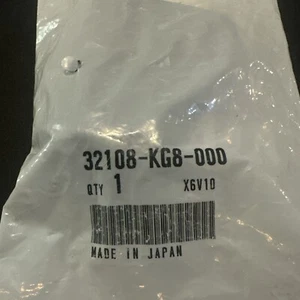 32108-KG8-000
QTY 1 X6V10
MADE IN JAPAN